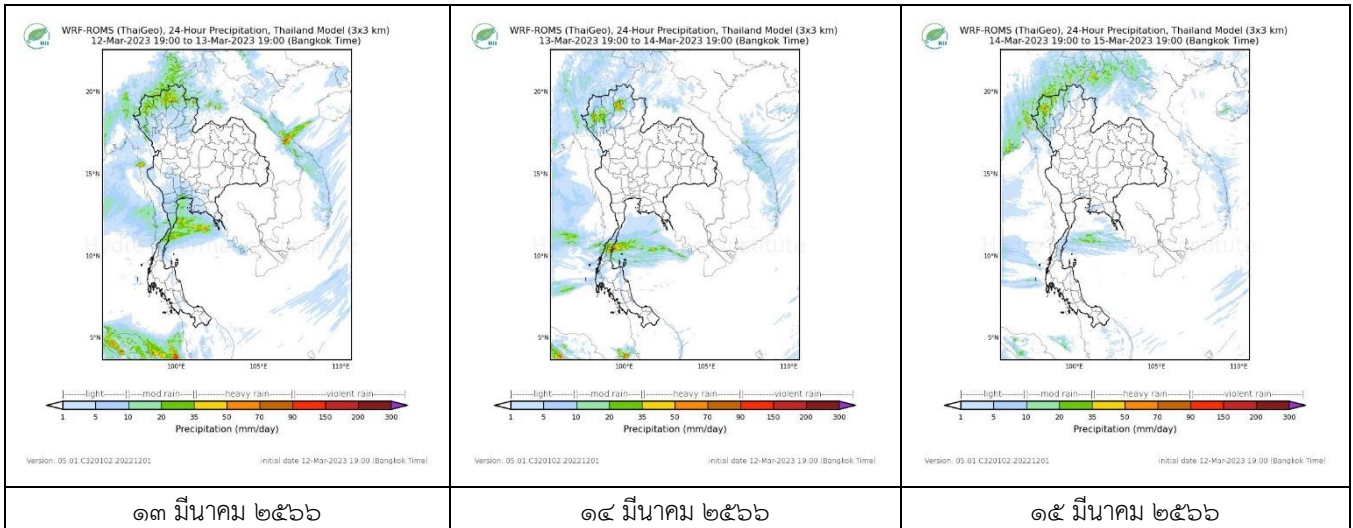 WRF-ROMS (ThaiGeo), 24-Hour Precipitation, Thailand Model (3x3 km)
12-Mar-2023 19:00 to 13-Mar-2023 19:00 (Bangkok Time)
HII
20°N
15°N
10°N
5°N
100°E
105°E
110°E
|-------light-------||---mod.rain---||-------heavy rain-------||-------violent rain-------|
1 5 10 20 35 50 70 90 150 200 300
Precipitation (mm/day)
Version: 05.01.C320102.20221201
initial date 12-Mar-2023 19:00 (Bangkok Time)
๑๓ มีนาคม ๒๕๖๖
WRF-ROMS (ThaiGeo), 24-Hour Precipitation, Thailand Model (3x3 km)
13-Mar-2023 19:00 to 14-Mar-2023 19:00 (Bangkok Time)
HII
20°N
15°N
10°N
5°N
100°E
105°E
110°E
|-------light-------||---mod.rain---||-------heavy rain-------||-------violent rain-------|
1 5 10 20 35 50 70 90 150 200 300
Precipitation (mm/day)
Version: 05.01.C320102.20221201
initial date 12-Mar-2023 19:00 (Bangkok Time)
๑๔ มีนาคม ๒๕๖๖
WRF-ROMS (ThaiGeo), 24-Hour Precipitation, Thailand Model (3x3 km)
14-Mar-2023 19:00 to 15-Mar-2023 19:00 (Bangkok Time)
HII
20°N
15°N
10°N
5°N
100°E
105°E
110°E
|-------light-------||---mod.rain---||-------heavy rain-------||-------violent rain-------|
1 5 10 20 35 50 70 90 150 200 300
Precipitation (mm/day)
Version: 05.01.C320102.20221201
initial date 12-Mar-2023 19:00 (Bangkok Time)
๑๕ มีนาคม ๒๕๖๖